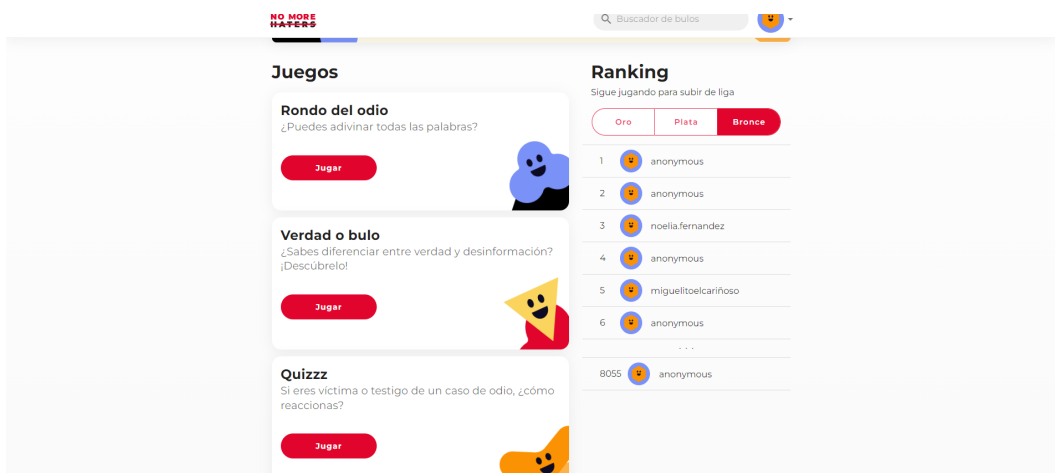 NO MORE
HATERS
Buscador de bulos
Juegos
Rondo del odio
¿Puedes adivinar todas las palabras?
Jugar
Verdad o bulo
¿Sabes diferenciar entre verdad y desinformación?
¡Descúbrelo!
Jugar
Quizzz
Si eres víctima o testigo de un caso de odio, ¿cómo
reaccionas?
Jugar
Ranking
Sigue jugando para subir de liga
Oro Plata Bronce
1 anonymous
2 anonymous
3 noelia.fernandez
4 anonymous
5 miguelitoelcariñoso
6 anonymous
...
8055 anonymous